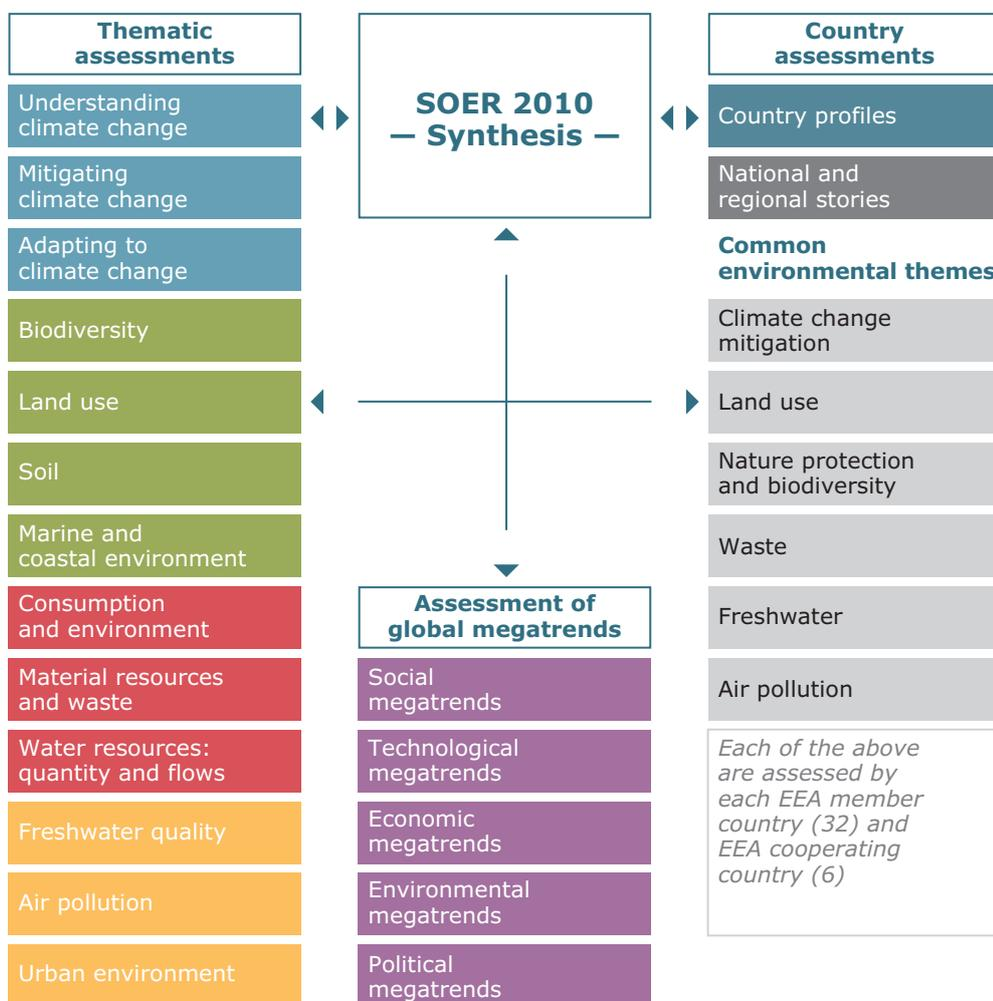 Thematic
assessments
Understanding
climate change
Mitigating
climate change
Adapting to
climate change
Biodiversity
Land use
Soil
Marine and
coastal environment
Consumption
and environment
Material resources
and waste
Water resources:
quantity and flows
Freshwater quality
Air pollution
Urban environment
SOER 2010
— Synthesis —
Assessment of
global megatrends
Social
megatrends
Technological
megatrends
Economic
megatrends
Environmental
megatrends
Political
megatrends
Country
assessments
Country profiles
National and
regional stories
Common
environmental themes
Climate change
mitigation
Land use
Nature protection
and biodiversity
Waste
Freshwater
Air pollution
Each of the above
are assessed by
each EEA member
country (32) and
EEA cooperating
country (6)